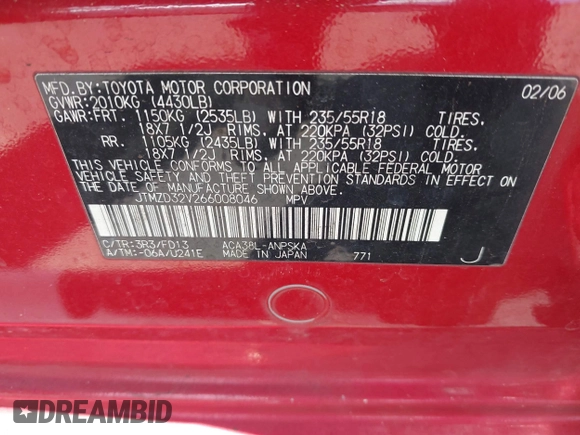 MFD.BY:TOYOTA MOTOR CORPORATION 02/06
GVWR:2010KG (4430LB)
GAWR:FRT. 1150KG (2535LB) WITH 235/55R18 TIRES.
18X7 1/2J RIMS. AT 220KPA (32PSI) COLD.
RR. 1105KG (2435LB) WITH 235/55R18 TIRES.
18X7 1/2J RIMS. AT 220KPA (32PSI) COLD.
THIS VEHICLE CONFORMS TO ALL APPLICABLE FEDERAL MOTOR
VEHICLE SAFETY AND THEFT PREVENTION STANDARDS IN EFFECT ON
THE DATE OF MANUFACTURE SHOWN ABOVE.
JTMZD32V266008046 MPV
C/TR:3R3/FD13 ACA38L-ANPSKA
A/TM:-06A/U241E MADE IN JAPAN 771 J
DREAMBID